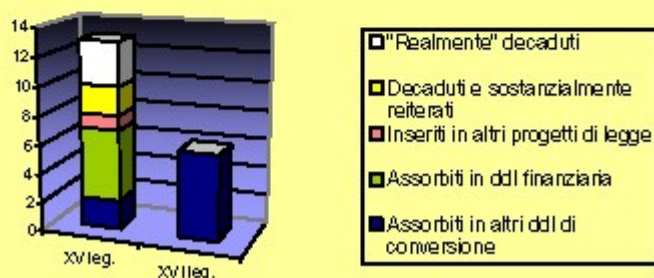 14
12
10
8
6
4
2
0
XV leg.
XVI leg.
"Realmente" decaduti
Decaduti e sostanzialmente
reiterati
Inseriti in altri progetti di legge
Assorbiti in ddl finanziaria
Assorbiti in altri ddl di
conversione